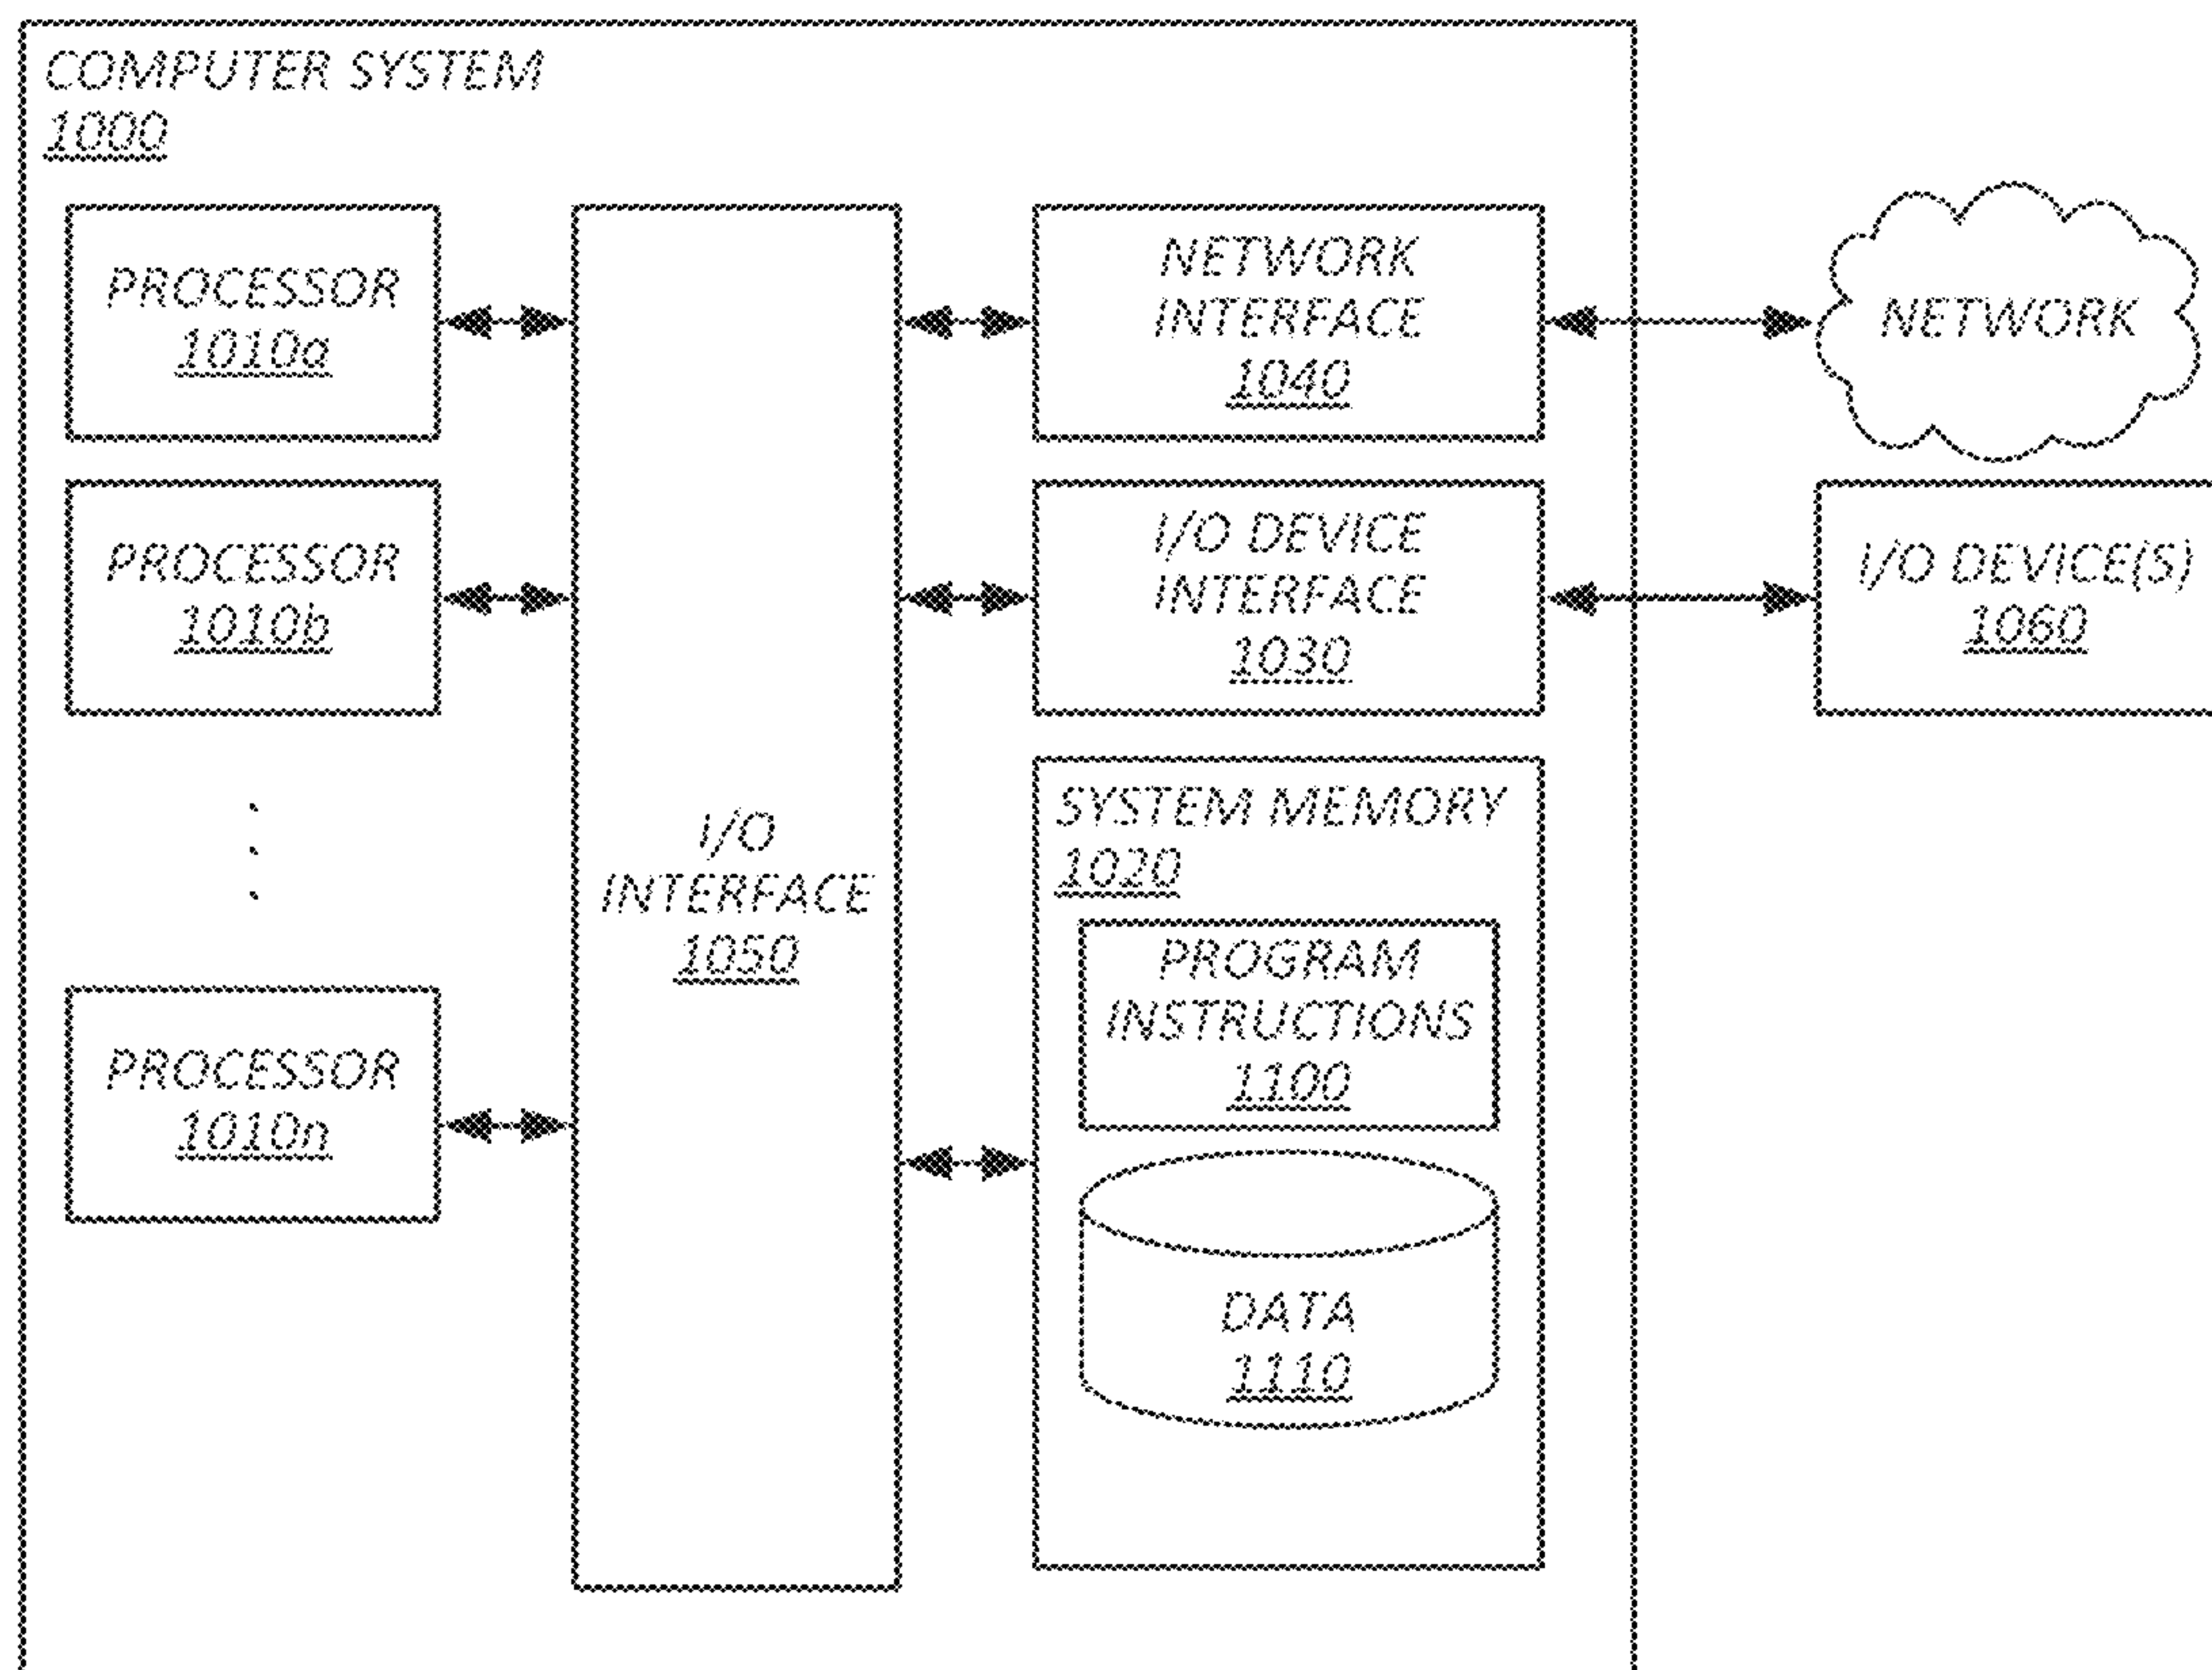 COMPUTER SYSTEM
1000
PROCESSOR
1010a
PROCESSOR
1010b
PROCESSOR
1010n
I/O
INTERFACE
1050
NETWORK
INTERFACE
1040
I/O DEVICE
INTERFACE
1030
SYSTEM MEMORY
1020
PROGRAM
INSTRUCTIONS
1100
DATA
1110
NETWORK
I/O DEVICE(S)
1060